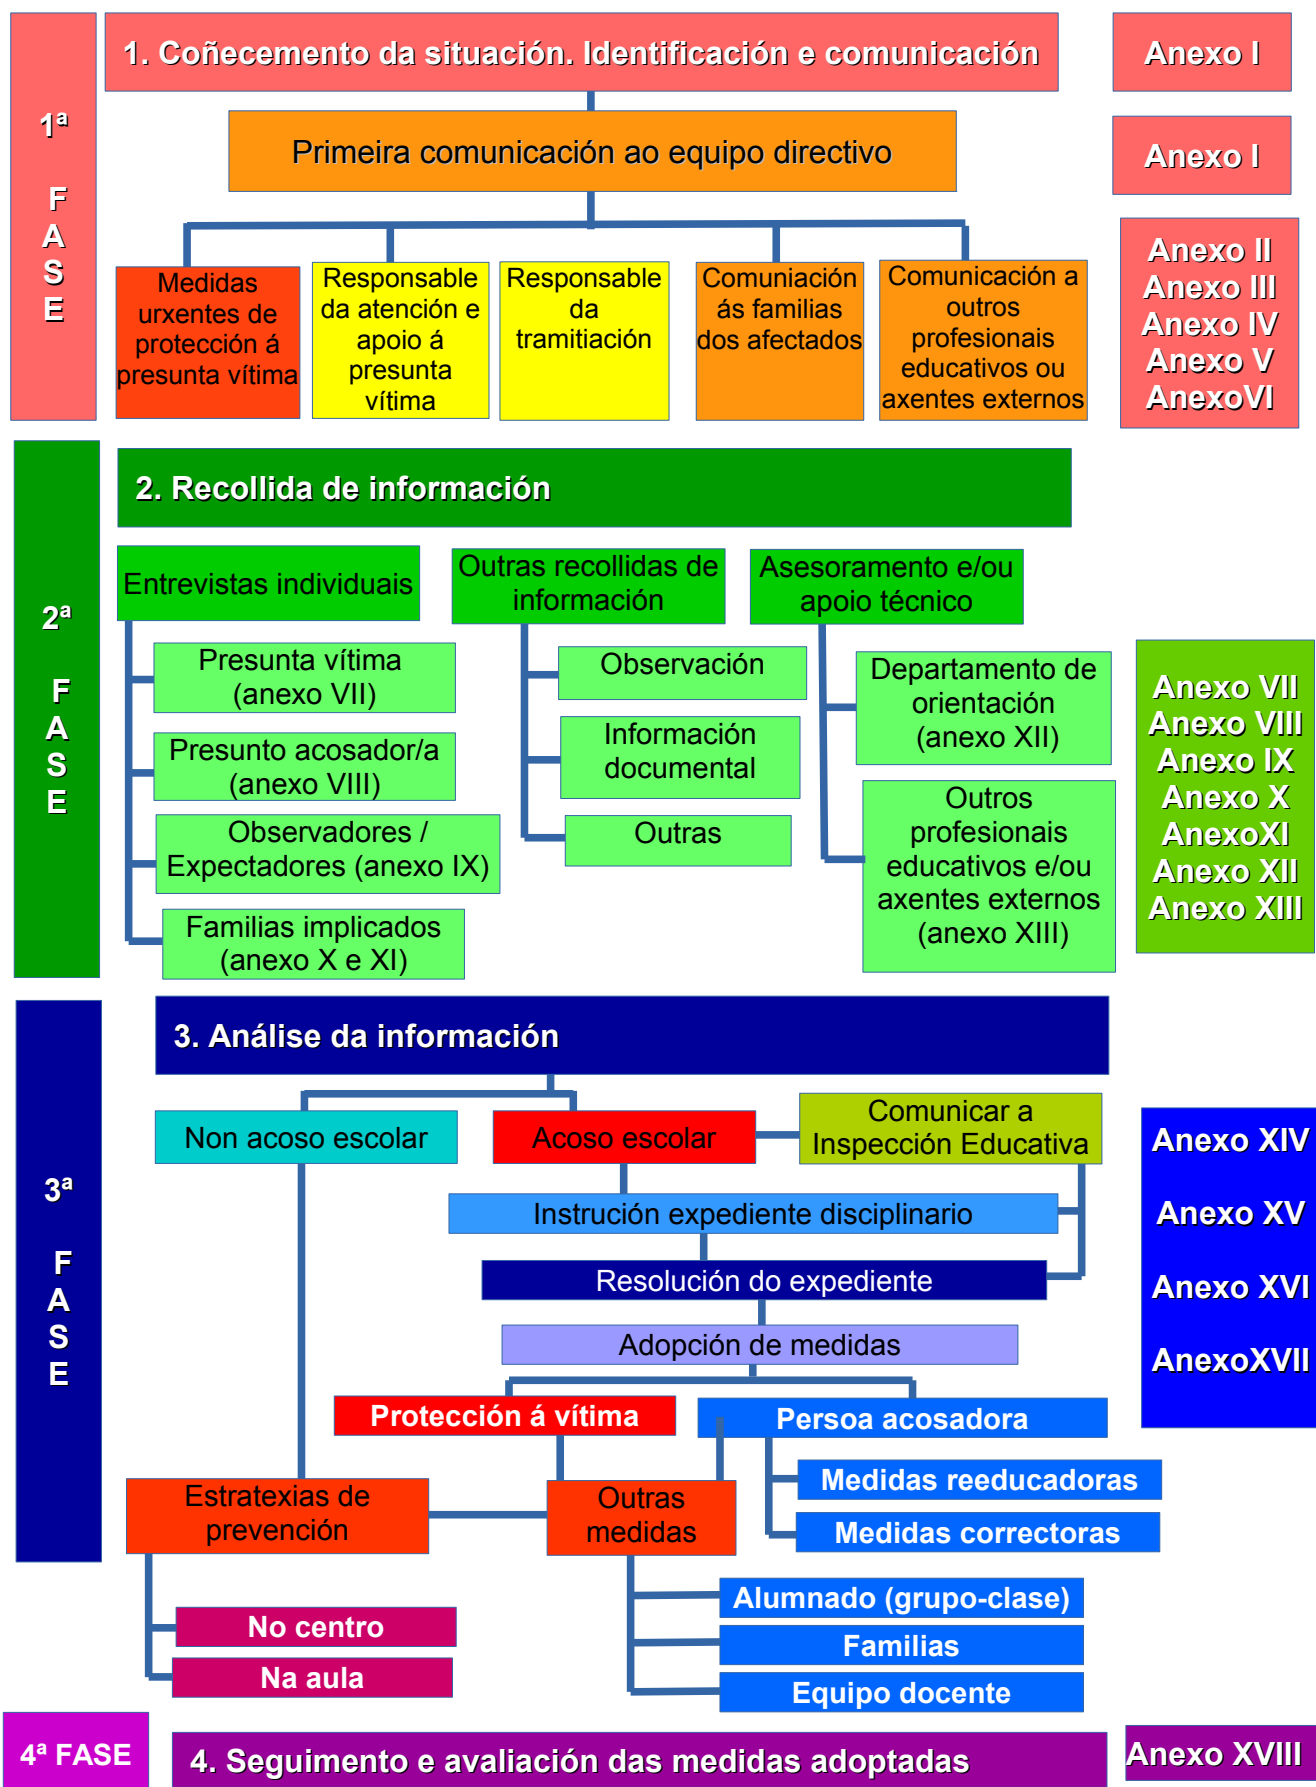 1ª
F
A
S
E
1. Coñecemento da situación. Identificación e comunicación
Anexo I
Primeira comunicación ao equipo directivo
Anexo I
Medidas
urxentes de
protección á
presunta vítima
Responsable
da atención e
apoio á
presunta
vítima
Responsable
da
tramitiación
Comuniación
ás familias
dos afectados
Comunicación a
outros
profesionais
educativos ou
axentes externos
Anexo II
Anexo III
Anexo IV
Anexo V
AnexoVI
2ª
F
A
S
E
2. Recollida de información
Entrevistas individuais
Presunta vítima
(anexo VII)
Presunto acosador/a
(anexo VIII)
Observadores /
Expectadores (anexo IX)
Familias implicados
(anexo X e XI)
Outras recollidas de
información
Observación
Información
documental
Outras
Asesoramento e/ou
apoio técnico
Departamento de
orientación
(anexo XII)
Outros
profesionais
educativos e/ou
axentes externos
(anexo XIII)
Anexo VII
Anexo VIII
Anexo IX
Anexo X
AnexoXI
Anexo XII
Anexo XIII
3ª
F
A
S
E
3. Análise da información
Non acoso escolar
Acoso escolar
Comunicar a
Inspección Educativa
Instrución expediente disciplinario
Resolución do expediente
Adopción de medidas
Protección á vítima
Persoa acosadora
Medidas reeducadoras
Medidas correctoras
Estratexias de
prevención
Outras
medidas
No centro
Na aula
Alumnado (grupo-clase)
Familias
Equipo docente
Anexo XIV
Anexo XV
Anexo XVI
AnexoXVII
4ª FASE
4. Seguimento e avaliación das medidas adoptadas
Anexo XVIII